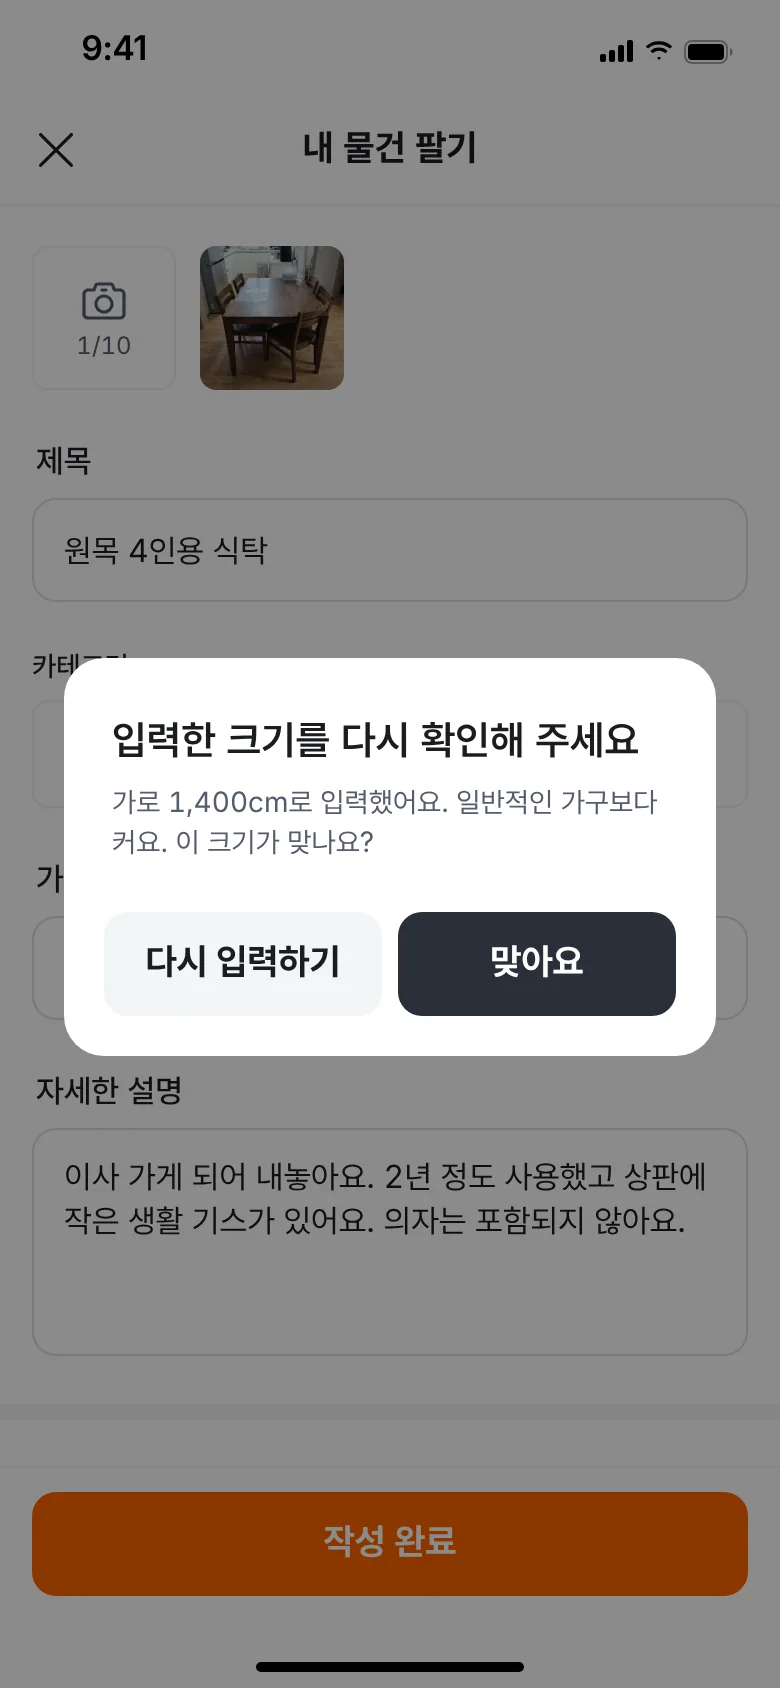 9:41
내 물건 팔기
1/10
제목
원목 4인용 식탁
입력한 크기를 다시 확인해 주세요
가로 1,400cm로 입력했어요. 일반적인 가구보다
커요. 이 크기가 맞나요?
다시 입력하기
맞아요
자세한 설명
이사 가게 되어 내놓아요. 2년 정도 사용했고 상판에
작은 생활 기스가 있어요. 의자는 포함되지 않아요.
작성 완료